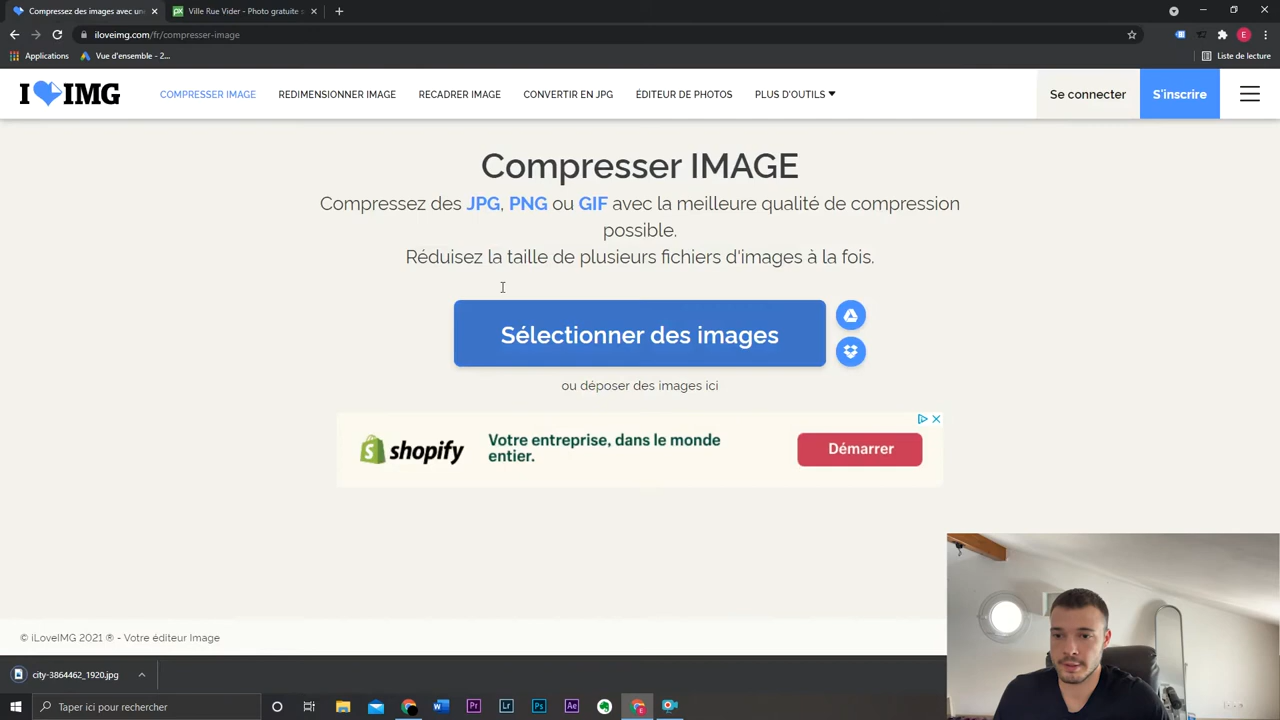 Compressez des images avec un
Ville Rue Vider - Photo gratuite s
iloveimg.com/fr/compresser-image
E
Applications
Vue d'ensemble - 2...
Liste de lecture
I IMG
COMPRESSER IMAGE
REDIMENSIONNER IMAGE
RECADRER IMAGE
CONVERTIR EN JPG
ÉDITEUR DE PHOTOS
PLUS D'OUTILS
Se connecter
S'inscrire
Compresser IMAGE
Compressez des JPG, PNG ou GIF avec la meilleure qualité de compression
possible.
Réduisez la taille de plusieurs fichiers d'images à la fois.
Sélectionner des images
ou déposer des images ici
shopify
Votre entreprise, dans le monde
entier.
Démarrer
© iLoveIMG 2021 ® - Votre éditeur Image
city-3864462_1920.jpg
Taper ici pour rechercher
W
Pr
Lr
Ps
Ae